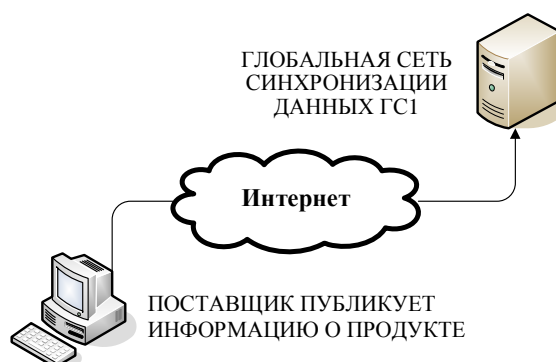 ГЛОБАЛЬНАЯ СЕТЬ
СИНХРОНИЗАЦИИ
ДАННЫХ ГС1
Интернет
ПОСТАВЩИК ПУБЛИКУЕТ
ИНФОРМАЦИЮ О ПРОДУКТЕ